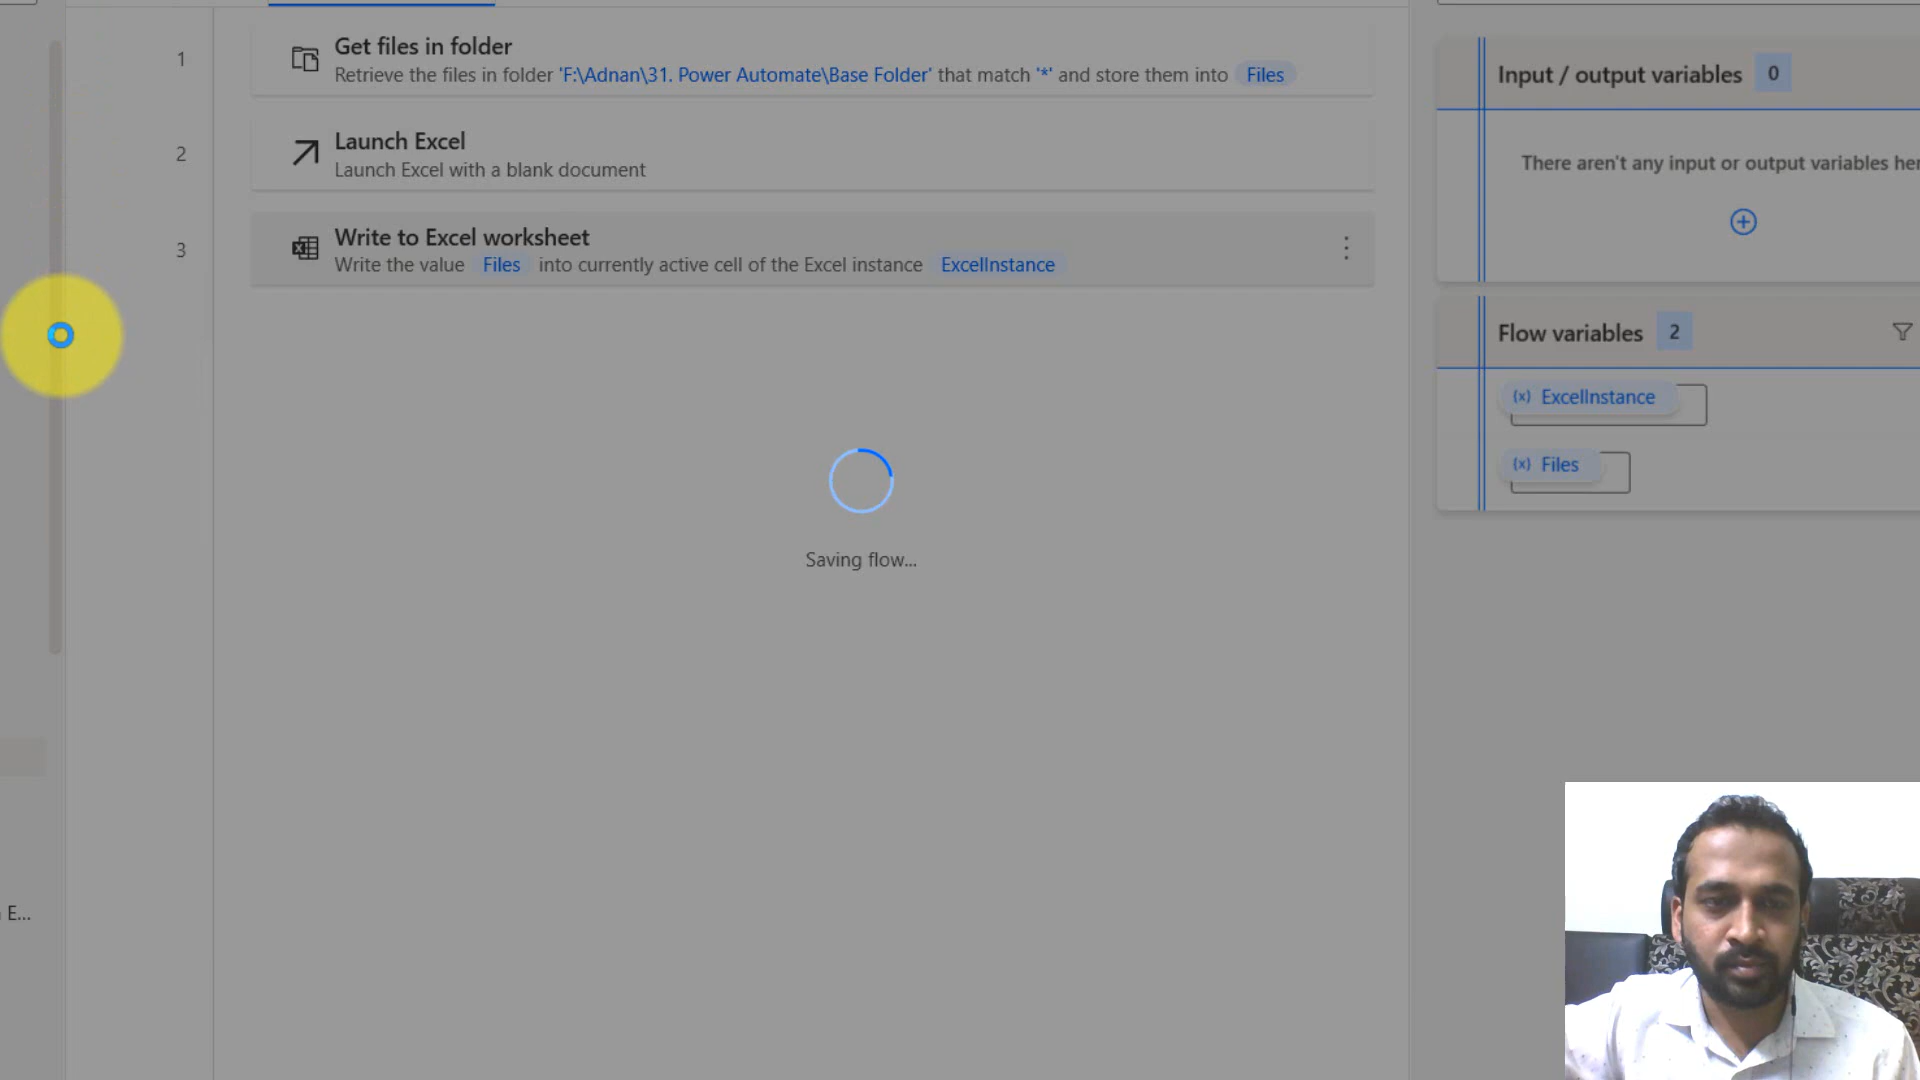 1
Get files in folder
Retrieve the files in folder 'F:\Adnan\31. Power Automate\Base Folder' that match '*' and store them into Files
2
Launch Excel
Launch Excel with a blank document
3
Write to Excel worksheet
Write the value Files into currently active cell of the Excel instance ExcelInstance
Saving flow...
E...
Input / output variables 0
There aren't any input or output variables her
Flow variables 2
(x) ExcelInstance
(x) Files